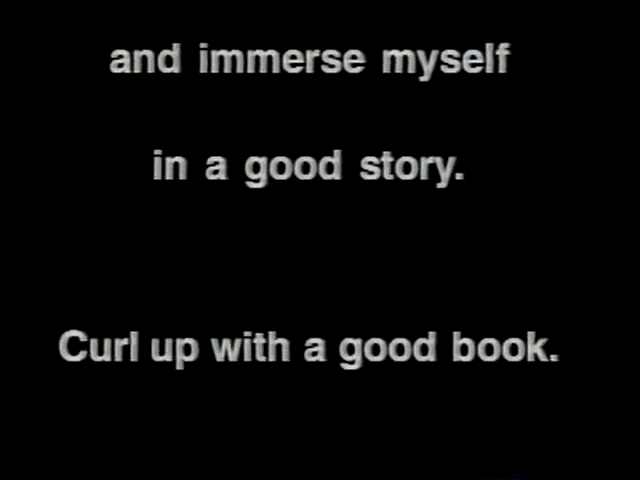 and immerse myself
in a good story.
Curl up with a good book.